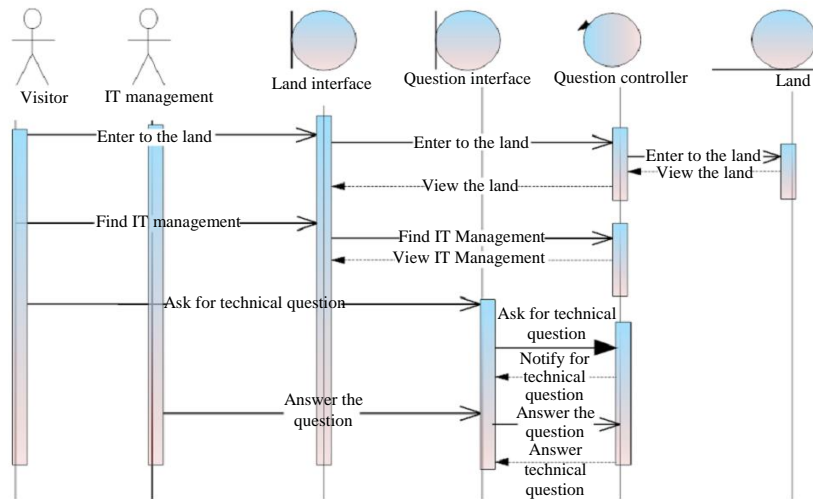 Visitor
IT management
Land interface
Question interface
Question controller
Land
Enter to the land
Enter to the land
Enter to the land
View the land
View the land
Find IT management
Find IT Management
View IT Management
Ask for technical question
Ask for technical
question
Notify for
technical
question
Answer the
question
Answer the
question
Answer
technical
question